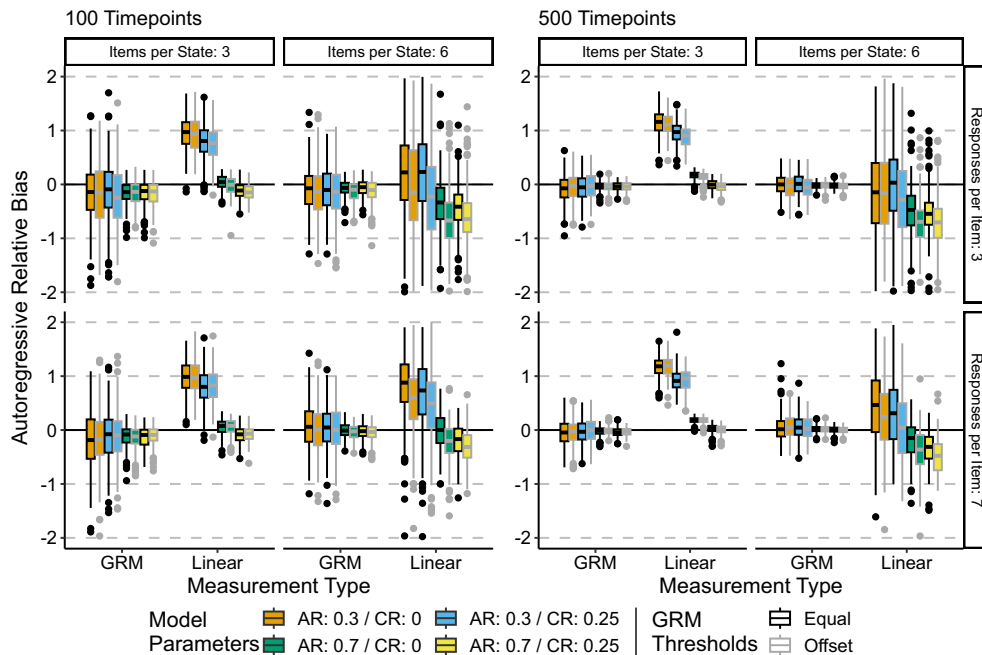 100 Timepoints
500 Timepoints
Items per State: 3
Items per State: 6
Items per State: 3
Items per State: 6
Autoregressive Relative Bias
2
1
0
-1
-2
2
1
0
-1
-2
2
1
0
-1
-2
2
1
0
-1
-2
Responses per Item: 3
Responses per Item: 7
GRM
Linear
GRM
Linear
GRM
Linear
GRM
Linear
Measurement Type
Measurement Type
Model
Parameters
AR: 0.3 / CR: 0
AR: 0.3 / CR: 0.25
AR: 0.7 / CR: 0
AR: 0.7 / CR: 0.25
GRM
Thresholds
Equal
Offset